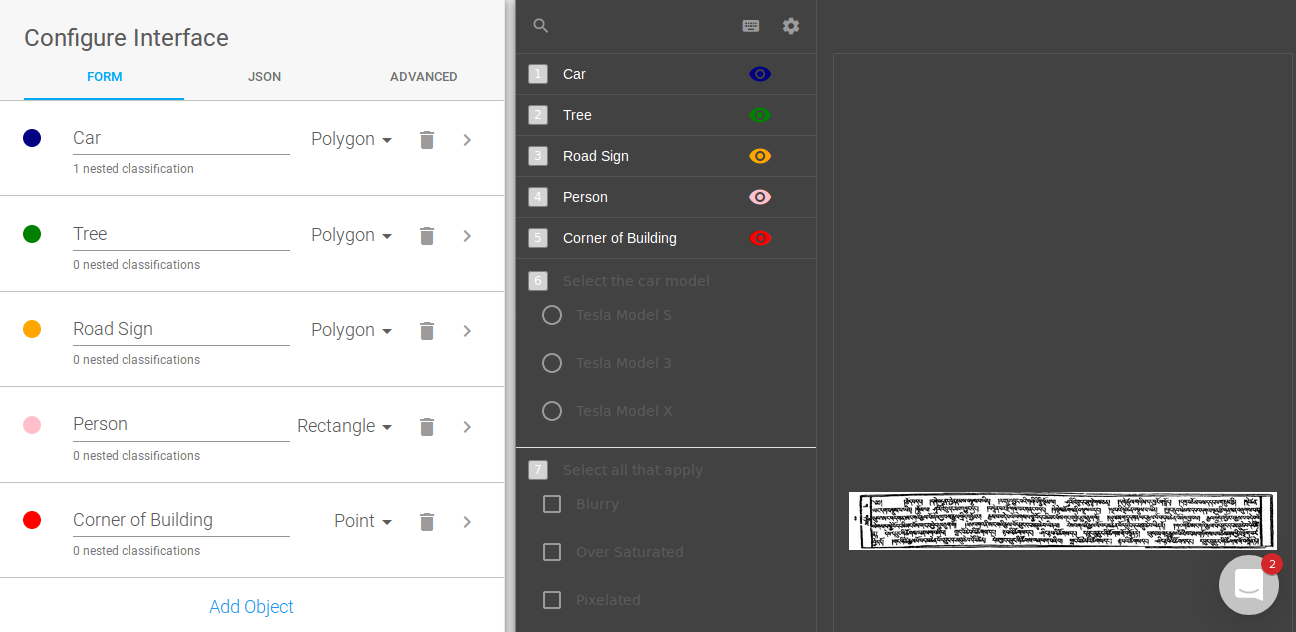 Configure Interface
FORM
JSON
ADVANCED
Car
Polygon
1 nested classification
Tree
Polygon
0 nested classifications
Road Sign
Polygon
0 nested classifications
Person
Rectangle
0 nested classifications
Corner of Building
Point
0 nested classifications
Add Object
1 Car
2 Tree
3 Road Sign
4 Person
5 Corner of Building
6 Select the car model
Tesla Model S
Tesla Model 3
Tesla Model X
7 Select all that apply
Blurry
Over Saturated
Pixelated
2